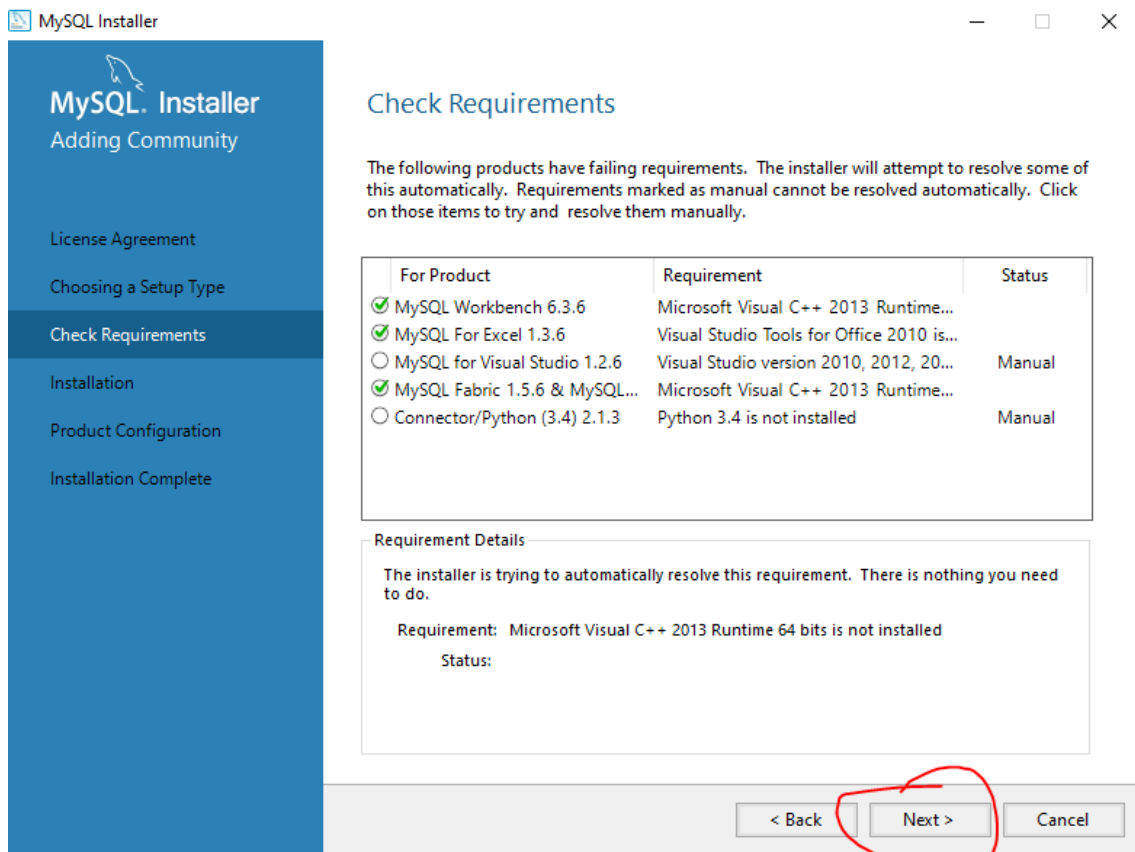 MySQL Installer
MySQL. Installer
Adding Community
License Agreement
Choosing a Setup Type
Check Requirements
Installation
Product Configuration
Installation Complete
Check Requirements
The following products have failing requirements. The installer will attempt to resolve some of
this automatically. Requirements marked as manual cannot be resolved automatically. Click
on those items to try and resolve them manually.
For Product Requirement Status
MySQL Workbench 6.3.6 Microsoft Visual C++ 2013 Runtime...
MySQL For Excel 1.3.6 Visual Studio Tools for Office 2010 is...
MySQL for Visual Studio 1.2.6 Visual Studio version 2010, 2012, 20... Manual
MySQL Fabric 1.5.6 & MySQL... Microsoft Visual C++ 2013 Runtime...
Connector/Python (3.4) 2.1.3 Python 3.4 is not installed Manual
Requirement Details
The installer is trying to automatically resolve this requirement. There is nothing you need
to do.
Requirement: Microsoft Visual C++ 2013 Runtime 64 bits is not installed
Status:
< Back Next > Cancel